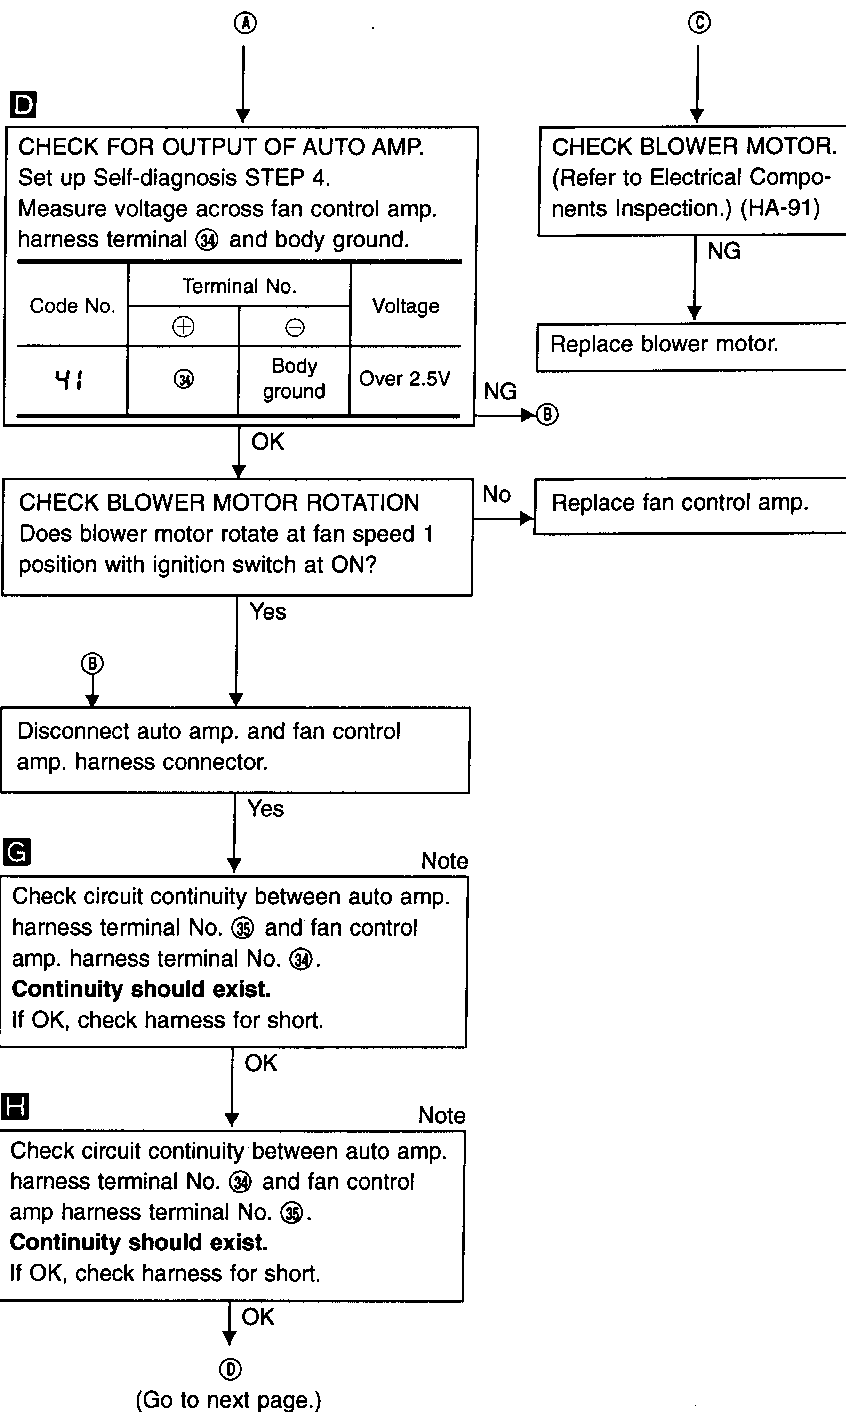 A
D
CHECK FOR OUTPUT OF AUTO AMP.
Set up Self-diagnosis STEP 4.
Measure voltage across fan control amp.
harness terminal ㉞ and body ground.
Code No.
Terminal No.
Voltage
⊕
⊖
41
㉞
Body
ground
Over 2.5V
NG
B
OK
C
CHECK BLOWER MOTOR.
(Refer to Electrical Compo-
nents Inspection.) (HA-91)
NG
Replace blower motor.
CHECK BLOWER MOTOR ROTATION
Does blower motor rotate at fan speed 1
position with ignition switch at ON?
No
Replace fan control amp.
Yes
B
Disconnect auto amp. and fan control
amp. harness connector.
Yes
G
Note
Check circuit continuity between auto amp.
harness terminal No. ㉟ and fan control
amp. harness terminal No. ㉞.
Continuity should exist.
If OK, check harness for short.
OK
H
Note
Check circuit continuity between auto amp.
harness terminal No. ㉞ and fan control
amp harness terminal No. ㉟.
Continuity should exist.
If OK, check harness for short.
OK
D
(Go to next page.)